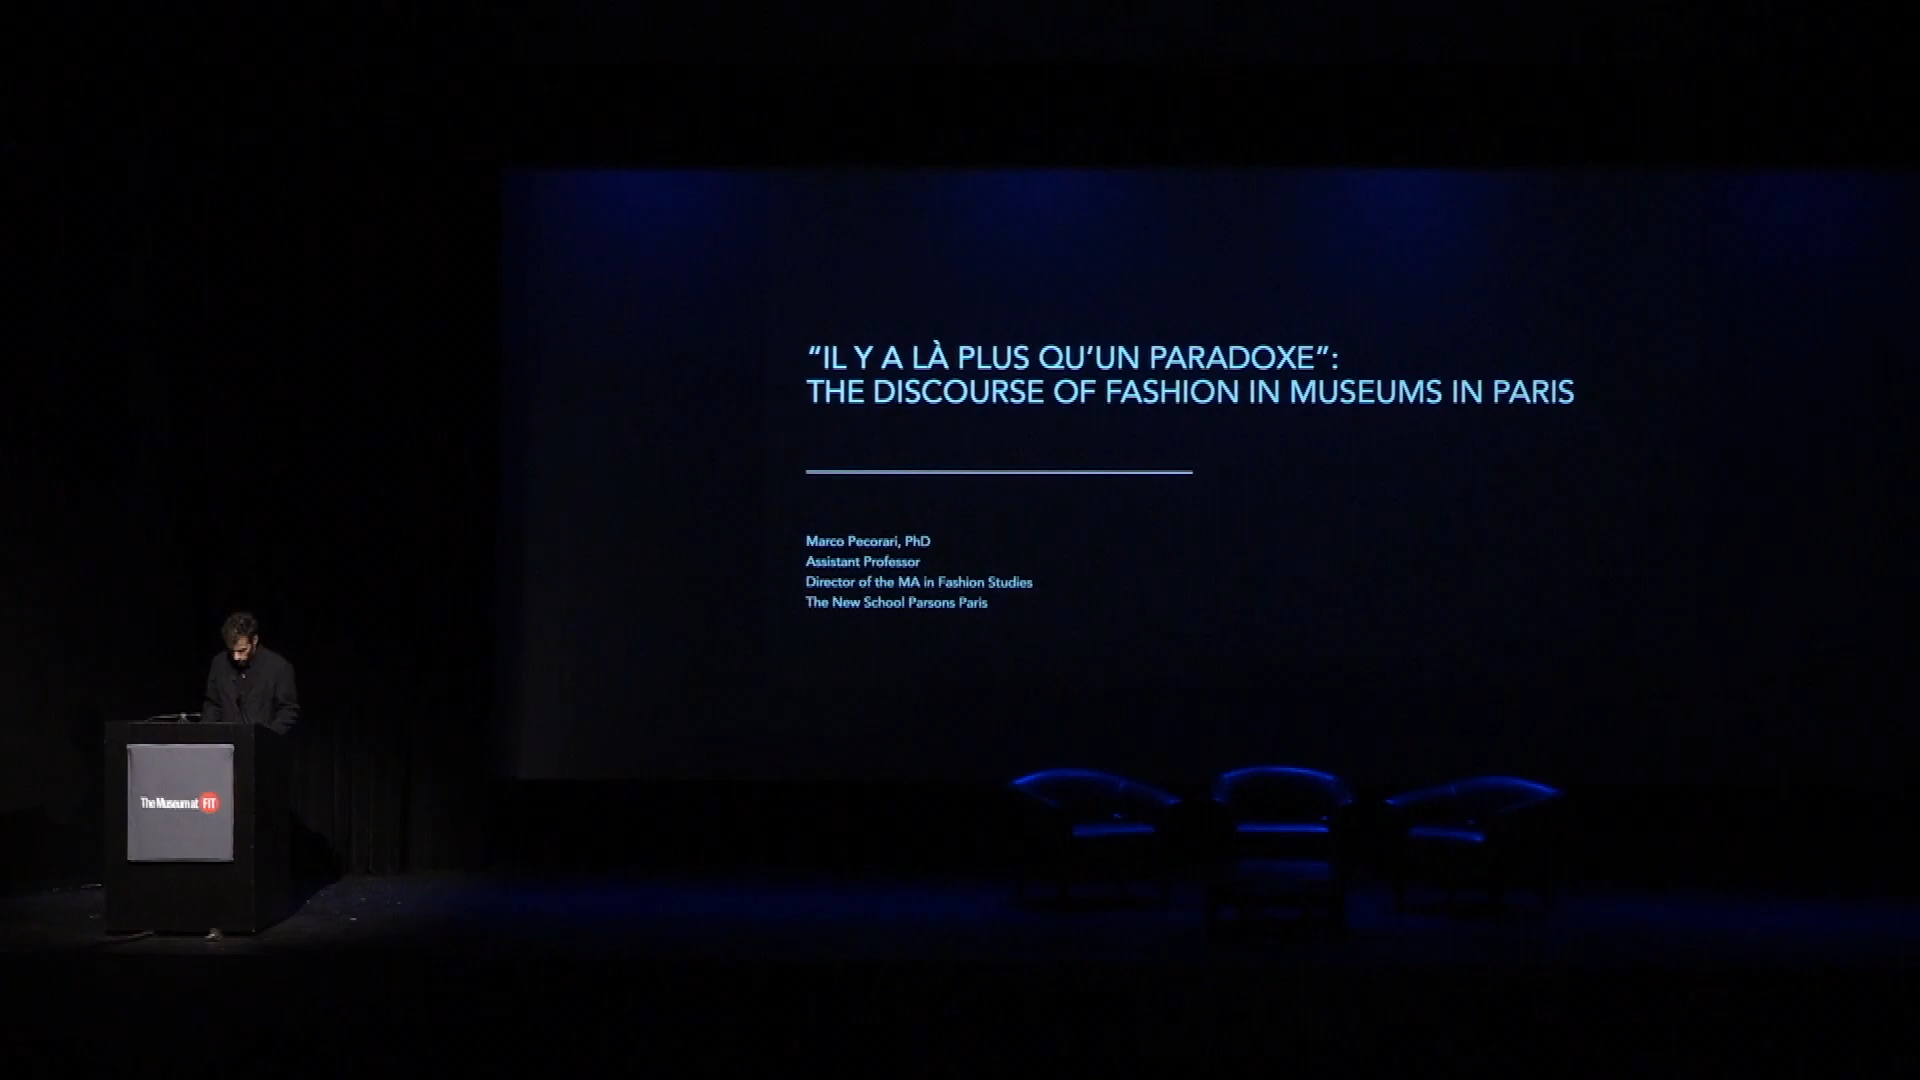 “IL Y A LÀ PLUS QU’UN PARADOXE”:
THE DISCOURSE OF FASHION IN MUSEUMS IN PARIS
Marco Pecorari, PhD
Assistant Professor
Director of the MA in Fashion Studies
The New School Parsons Paris
The Museum at FIT